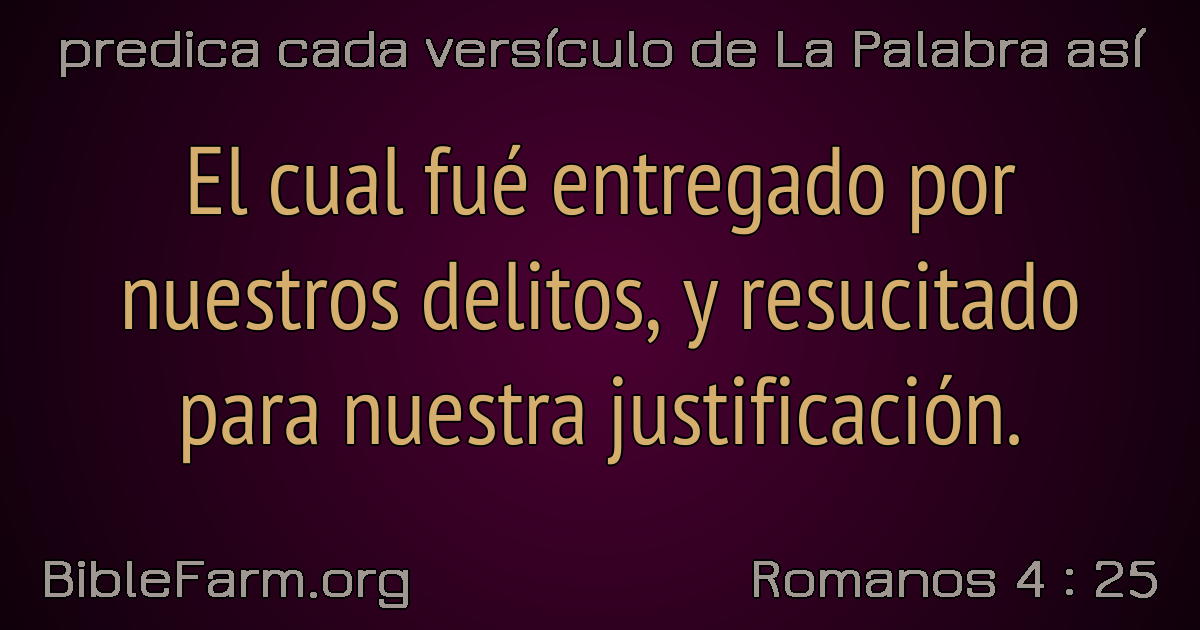 predica cada versículo de La Palabra así
El cual fué entregado por
nuestros delitos, y resucitado
para nuestra justificación.
BibleFarm.org
Romanos 4 : 25